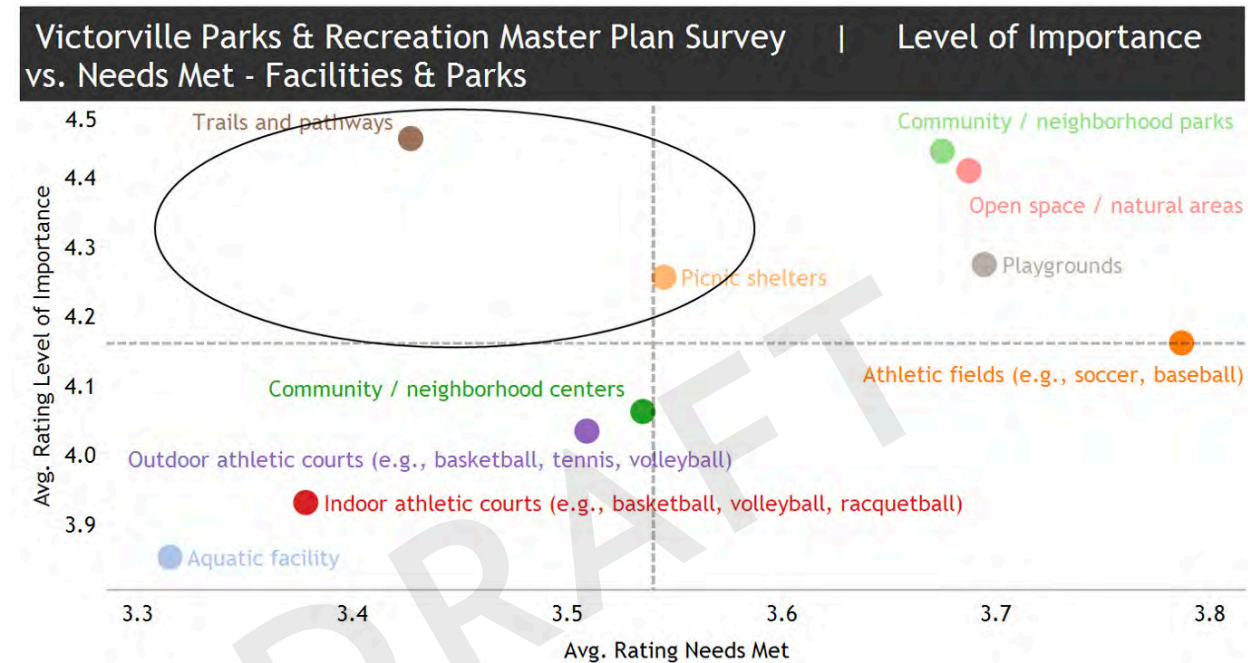 Victorville Parks & Recreation Master Plan Survey | Level of Importance
vs. Needs Met - Facilities & Parks
Avg. Rating Level of Importance
4.5
4.4
4.3
4.2
4.1
4.0
3.9
Trails and pathways
Community / neighborhood parks
Open space / natural areas
Playgrounds
Picnic shelters
Athletic fields (e.g., soccer, baseball)
Community / neighborhood centers
Outdoor athletic courts (e.g., basketball, tennis, volleyball)
Indoor athletic courts (e.g., basketball, volleyball, racquetball)
Aquatic facility
DRAFT
3.3 3.4 3.5 3.6 3.7 3.8
Avg. Rating Needs Met